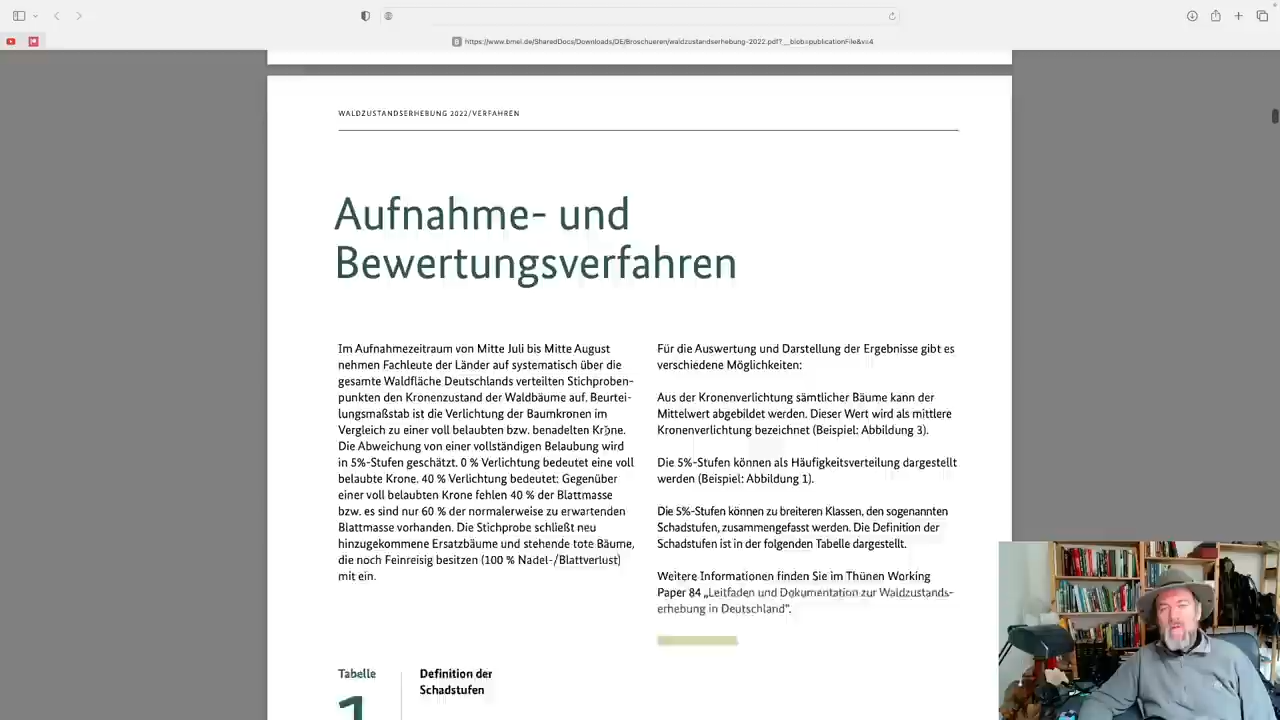 https://www.bmel.de/SharedDocs/Downloads/DE/Broschueren/waldzustandserhebung-2022.pdf?__blob=publicationFile&v=4
WALDZUSTANDSERHEBUNG 2022/VERFAHREN
Aufnahme- und
Bewertungsverfahren
Im Aufnahmezeitraum von Mitte Juli bis Mitte August
nehmen Fachleute der Länder auf systematisch über die
gesamte Waldfläche Deutschlands verteilten Stichproben-
punkten den Kronenzustand der Waldbäume auf. Beurtei-
lungsmaßstab ist die Verlichtung der Baumkronen im
Vergleich zu einer voll belaubten bzw. benadelten Krone.
Die Abweichung von einer vollständigen Belaubung wird
in 5%-Stufen geschätzt. 0 % Verlichtung bedeutet eine voll
belaubte Krone. 40 % Verlichtung bedeutet: Gegenüber
einer voll belaubten Krone fehlen 40 % der Blattmasse
bzw. es sind nur 60 % der normalerweise zu erwartenden
Blattmasse vorhanden. Die Stichprobe schließt neu
hinzugekommene Ersatzbäume und stehende tote Bäume,
die noch Feinreisig besitzen (100 % Nadel-/Blattverlust)
mit ein.
Für die Auswertung und Darstellung der Ergebnisse gibt es
verschiedene Möglichkeiten:
Aus der Kronenverlichtung sämtlicher Bäume kann der
Mittelwert abgebildet werden. Dieser Wert wird als mittlere
Kronenverlichtung bezeichnet (Beispiel: Abbildung 3).
Die 5%-Stufen können als Häufigkeitsverteilung dargestellt
werden (Beispiel: Abbildung 1).
Die 5%-Stufen können zu breiteren Klassen, den sogenannten
Schadstufen, zusammengefasst werden. Die Definition der
Schadstufen ist in der folgenden Tabelle dargestellt.
Weitere Informationen finden Sie im Thünen Working
Paper 84 „Leitfaden und Dokumentation zur Waldzustands-
erhebung in Deutschland“.
Tabelle
1
Definition der
Schadstufen